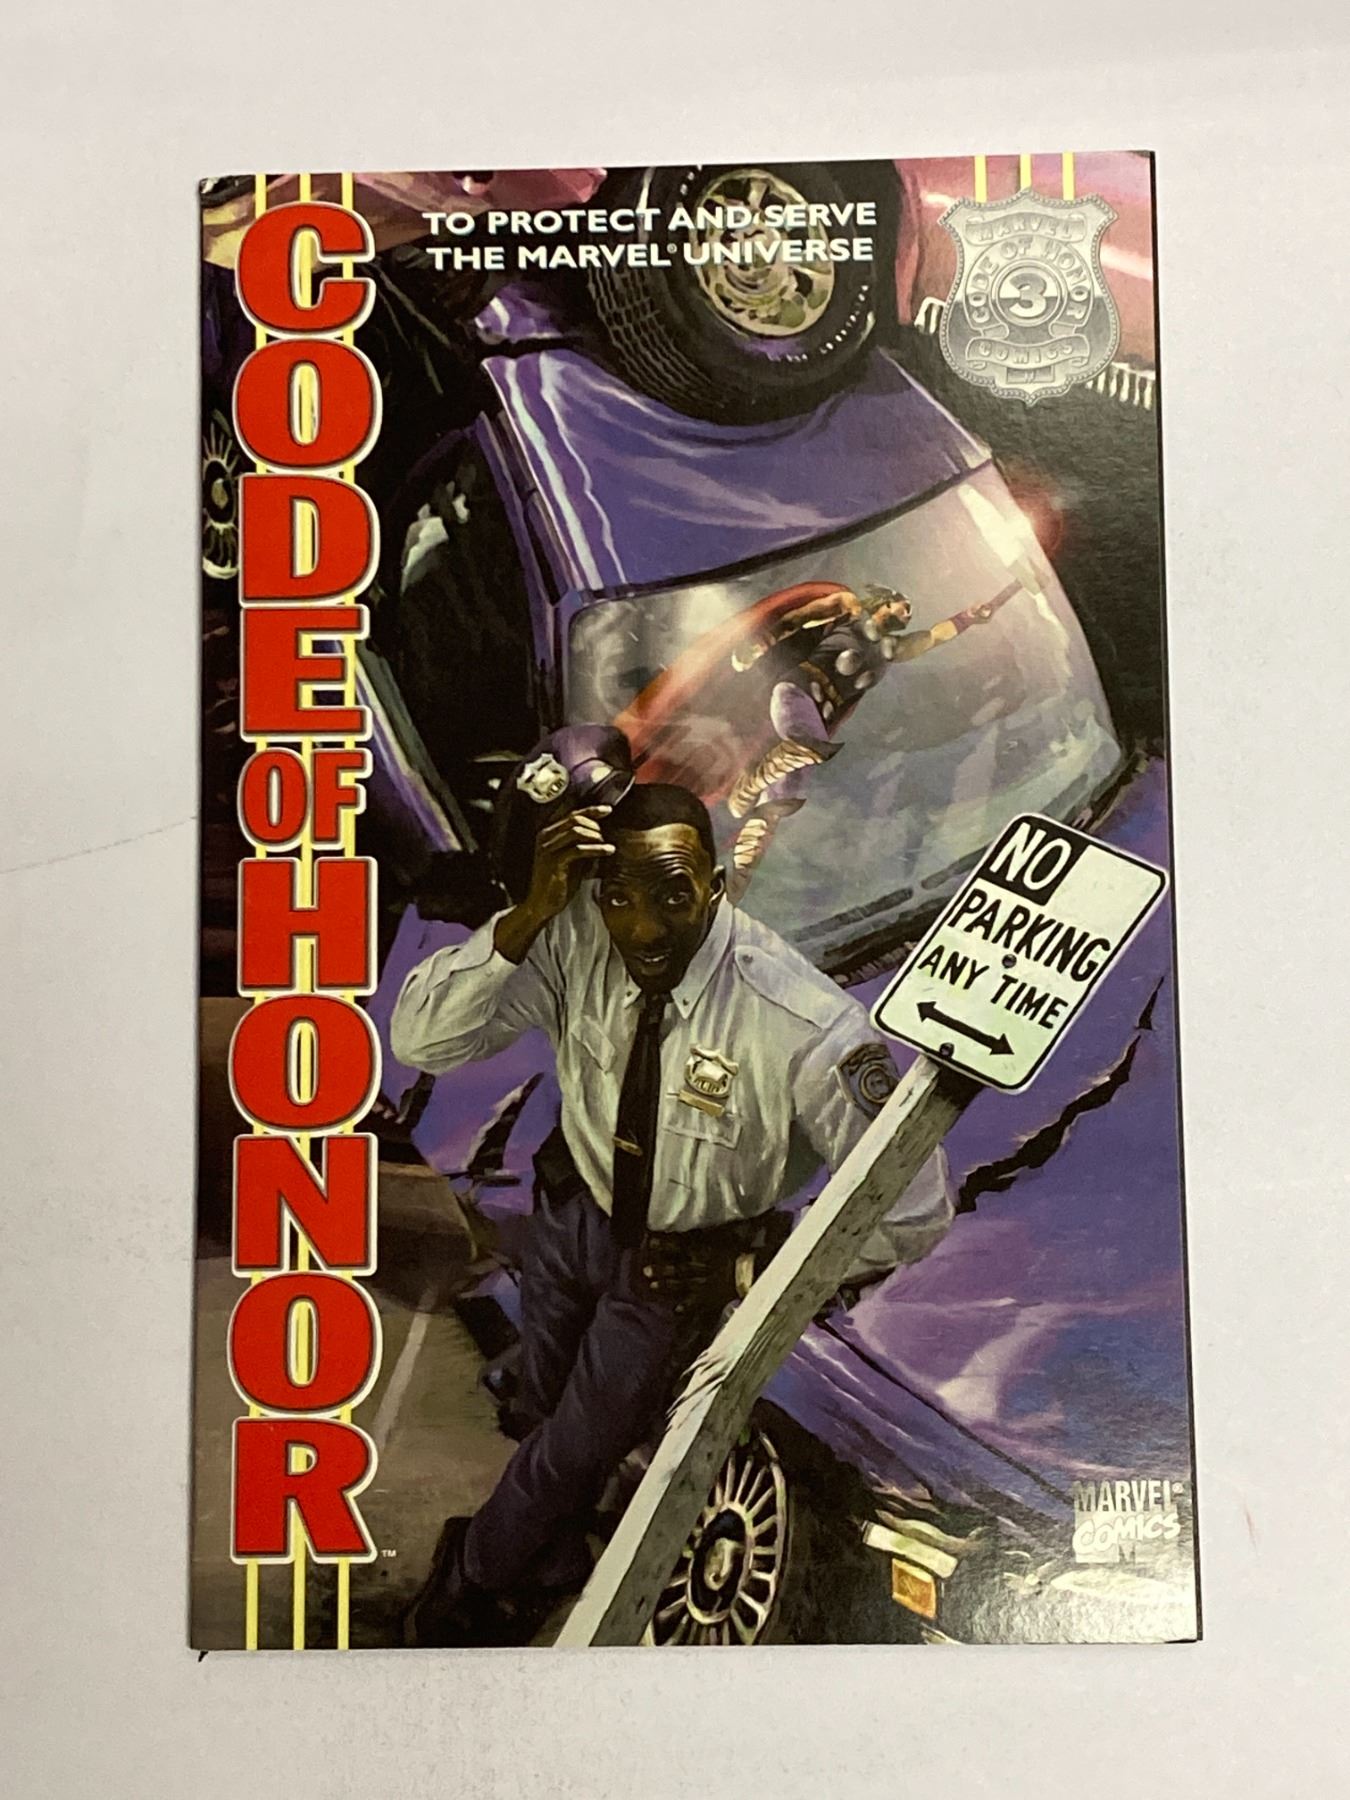 TO PROTECT AND SERVE
THE MARVEL® UNIVERSE
MARVEL
CODE OF HONOR
3
COMICS
CODE
OF
HONOR
™
NO
PARKING
ANY TIME
MARVEL®
COMICS